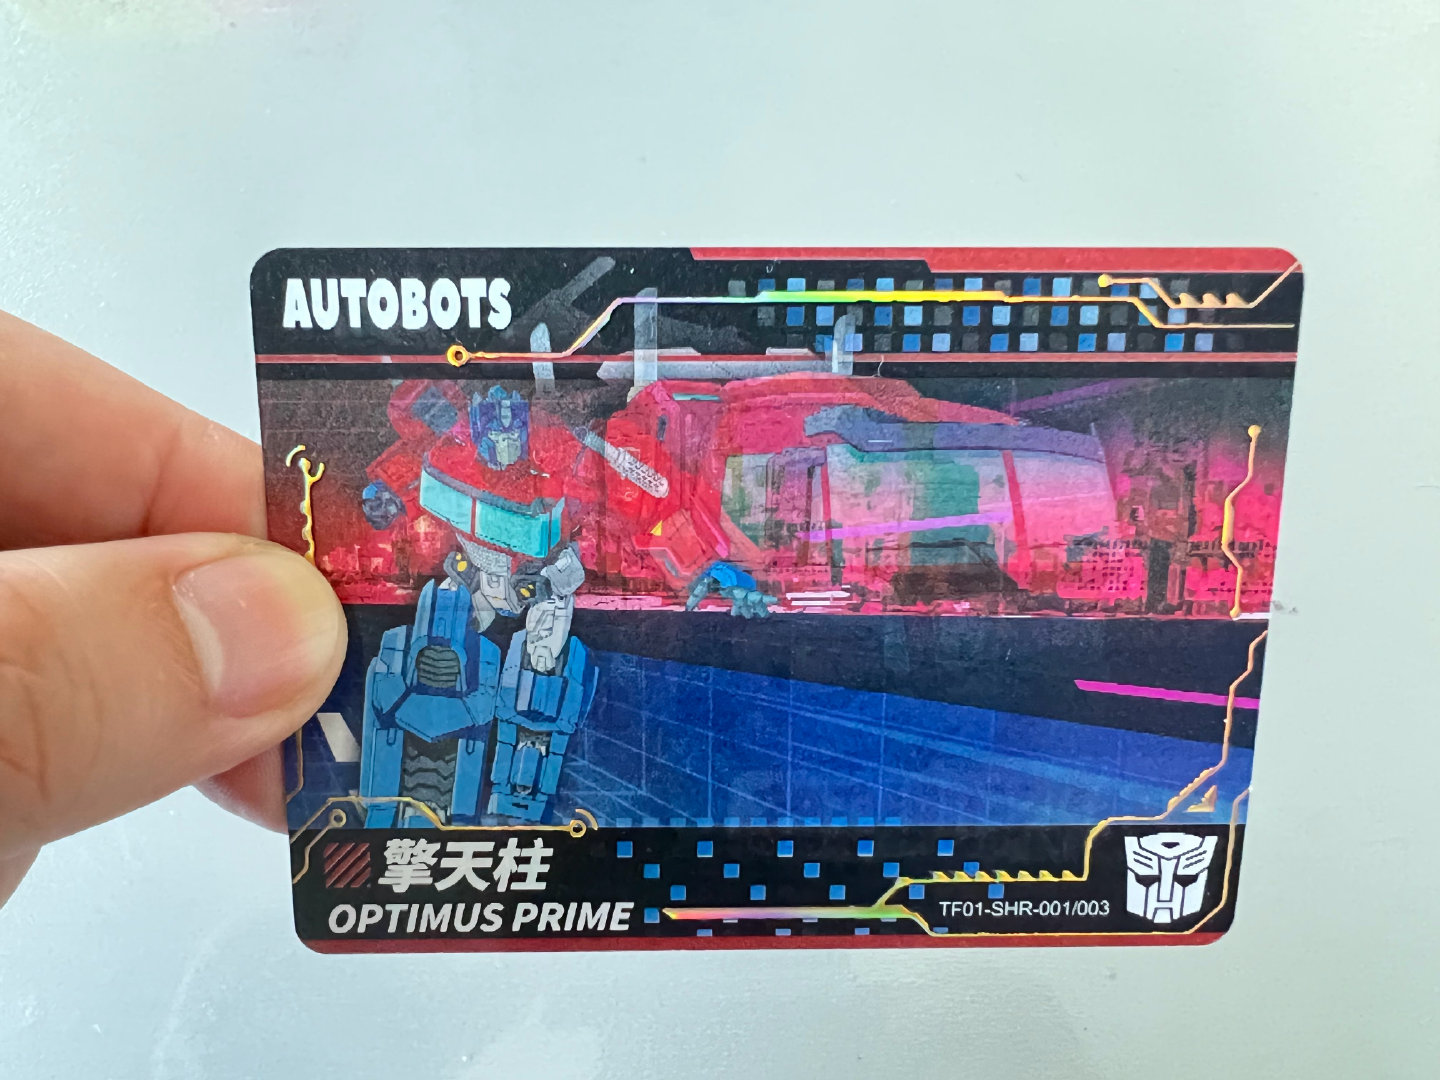 AUTOBOTS
擎天柱
OPTIMUS PRIME
TF01-SHR-001/003